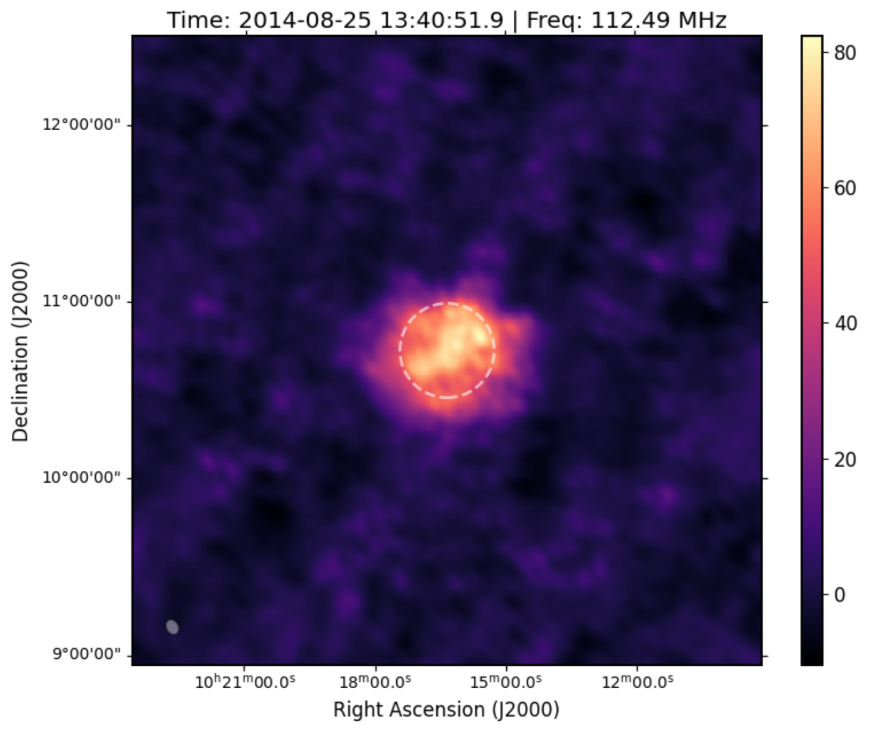 Time: 2014-08-25 13:40:51.9 | Freq: 112.49 MHz
80
12°00'00"
60
11°00'00"
40
Declination (J2000)
20
10°00'00"
0
9°00'00"
10ʰ21ᵐ00.0ˢ 18ᵐ00.0ˢ 15ᵐ00.0ˢ 12ᵐ00.0ˢ
Right Ascension (J2000)